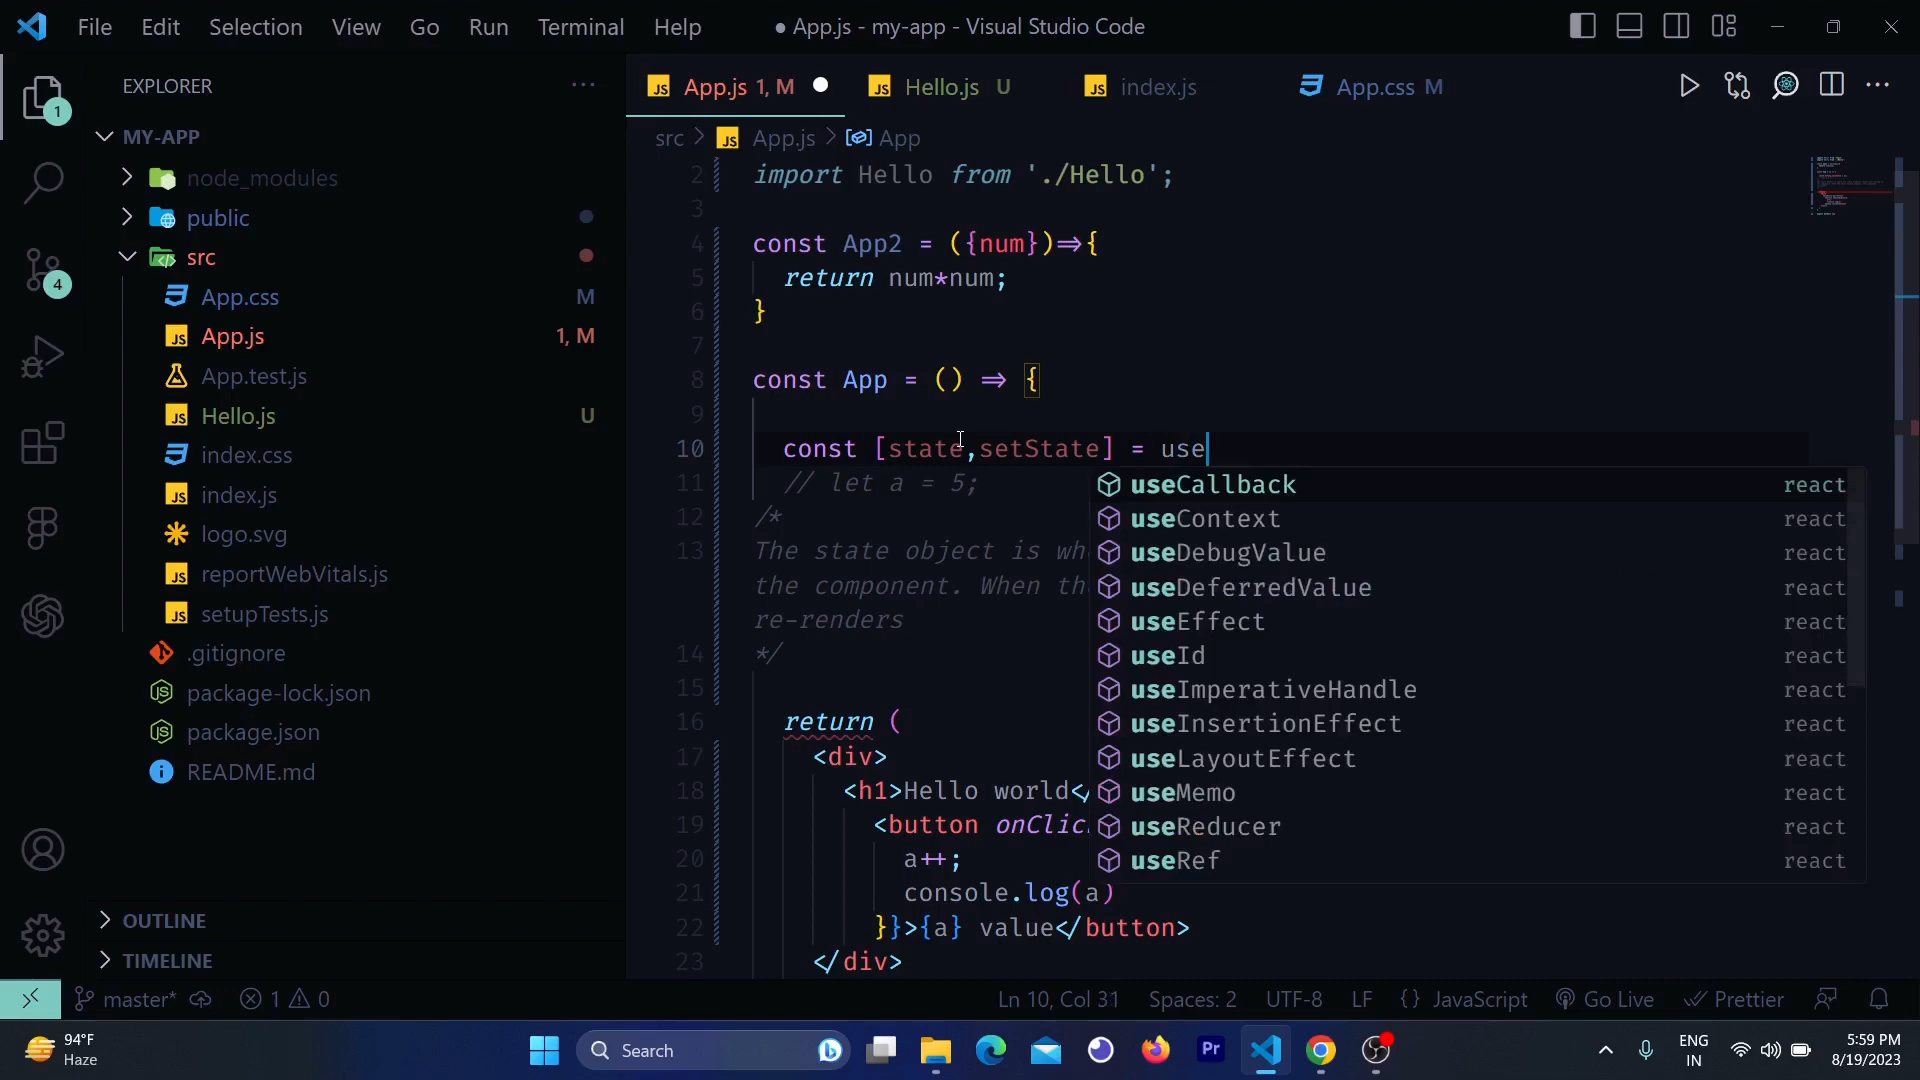 File Edit Selection View Go Run Terminal Help
● App.js - my-app - Visual Studio Code
EXPLORER ...
MY-APP
node_modules
public
src
App.css M
App.js 1, M
App.test.js
Hello.js U
index.css
index.js
logo.svg
reportWebVitals.js
setupTests.js
.gitignore
package-lock.json
package.json
README.md
OUTLINE
TIMELINE
1
4
JS App.js 1, M ● JS Hello.js U JS index.js App.css M
src > JS App.js > App
2 import Hello from './Hello';
3
4 const App2 = ({num})=>{
5 return num*num;
6 }
7
8 const App = () => {
9
10 const [state,setState] = use
11 // let a = 5;
12 /*
13 The state object is wh
the component. When th
re-renders
14 */
15
16 return (
17 <div>
18 <h1>Hello world</
19 <button onClic
20 a++;
21 console.log(a)
22 }}>{a} value</button>
23 </div>
useCallback react
useContext react
useDebugValue react
useDeferredValue react
useEffect react
useId react
useImperativeHandle react
useInsertionEffect react
useLayoutEffect react
useMemo react
useReducer react
useRef react
master* 1 0 Ln 10, Col 31 Spaces: 2 UTF-8 LF {} JavaScript Go Live Prettier
94°F
Haze
Search
Pr
ENG
IN
5:59 PM
8/19/2023